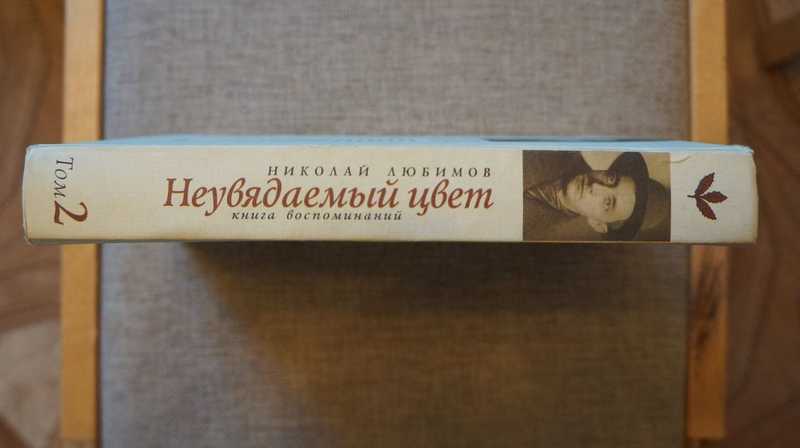 НИКОЛАЙ ЛЮБИМОВ
Неувядаемый цвет
книга воспоминаний
Том 2